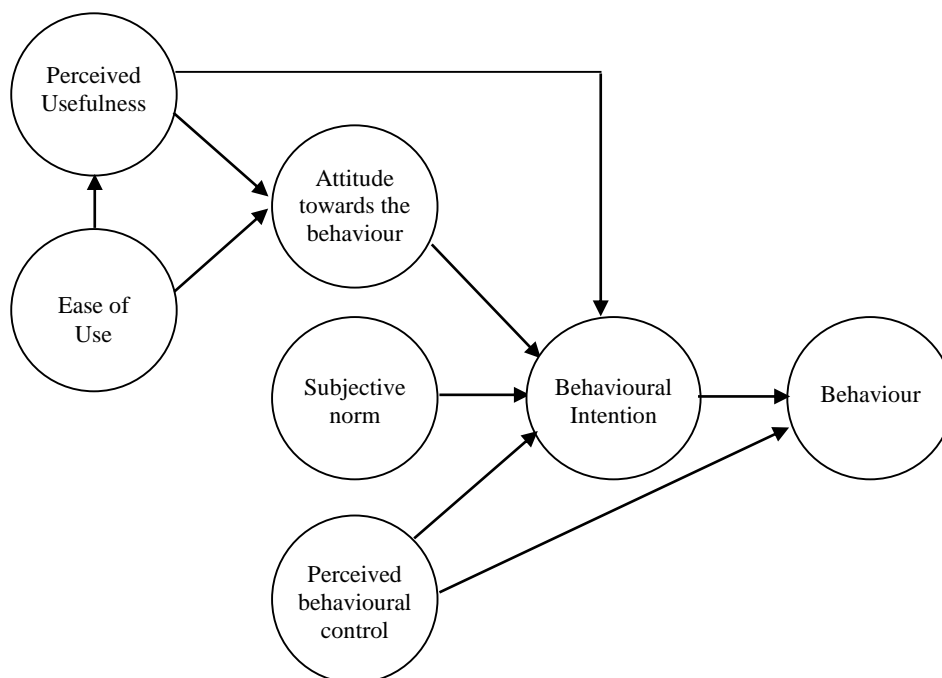 Perceived
Usefulness
Attitude
towards the
behaviour
Ease of
Use
Subjective
norm
Behavioural
Intention
Behaviour
Perceived
behavioural
control